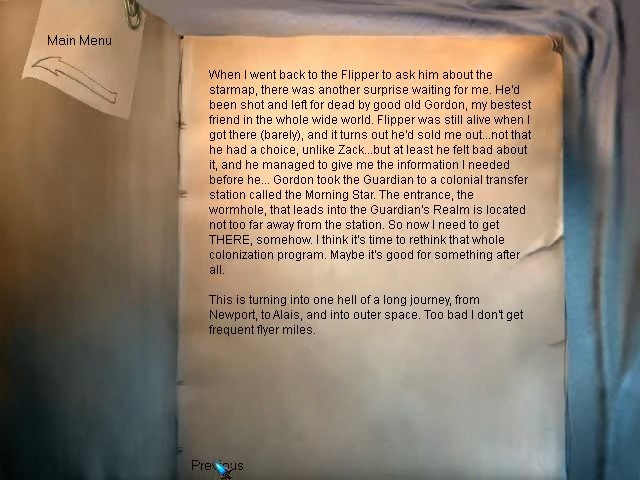 Main Menu
When I went back to the Flipper to ask him about the
starmap, there was another surprise waiting for me. He'd
been shot and left for dead by good old Gordon, my bestest
friend in the whole wide world. Flipper was still alive when I
got there (barely), and it turns out he'd sold me out...not that
he had a choice, unlike Zack...but at least he felt bad about
it, and he managed to give me the information I needed
before he... Gordon took the Guardian to a colonial transfer
station called the Morning Star. The entrance, the
wormhole, that leads into the Guardian's Realm is located
not too far away from the station. So now I need to get
THERE, somehow. I think it's time to rethink that whole
colonization program. Maybe it's good for something after
all.
This is turning into one hell of a long journey, from
Newport, to Alais, and into outer space. Too bad I don't get
frequent flyer miles.
Previous